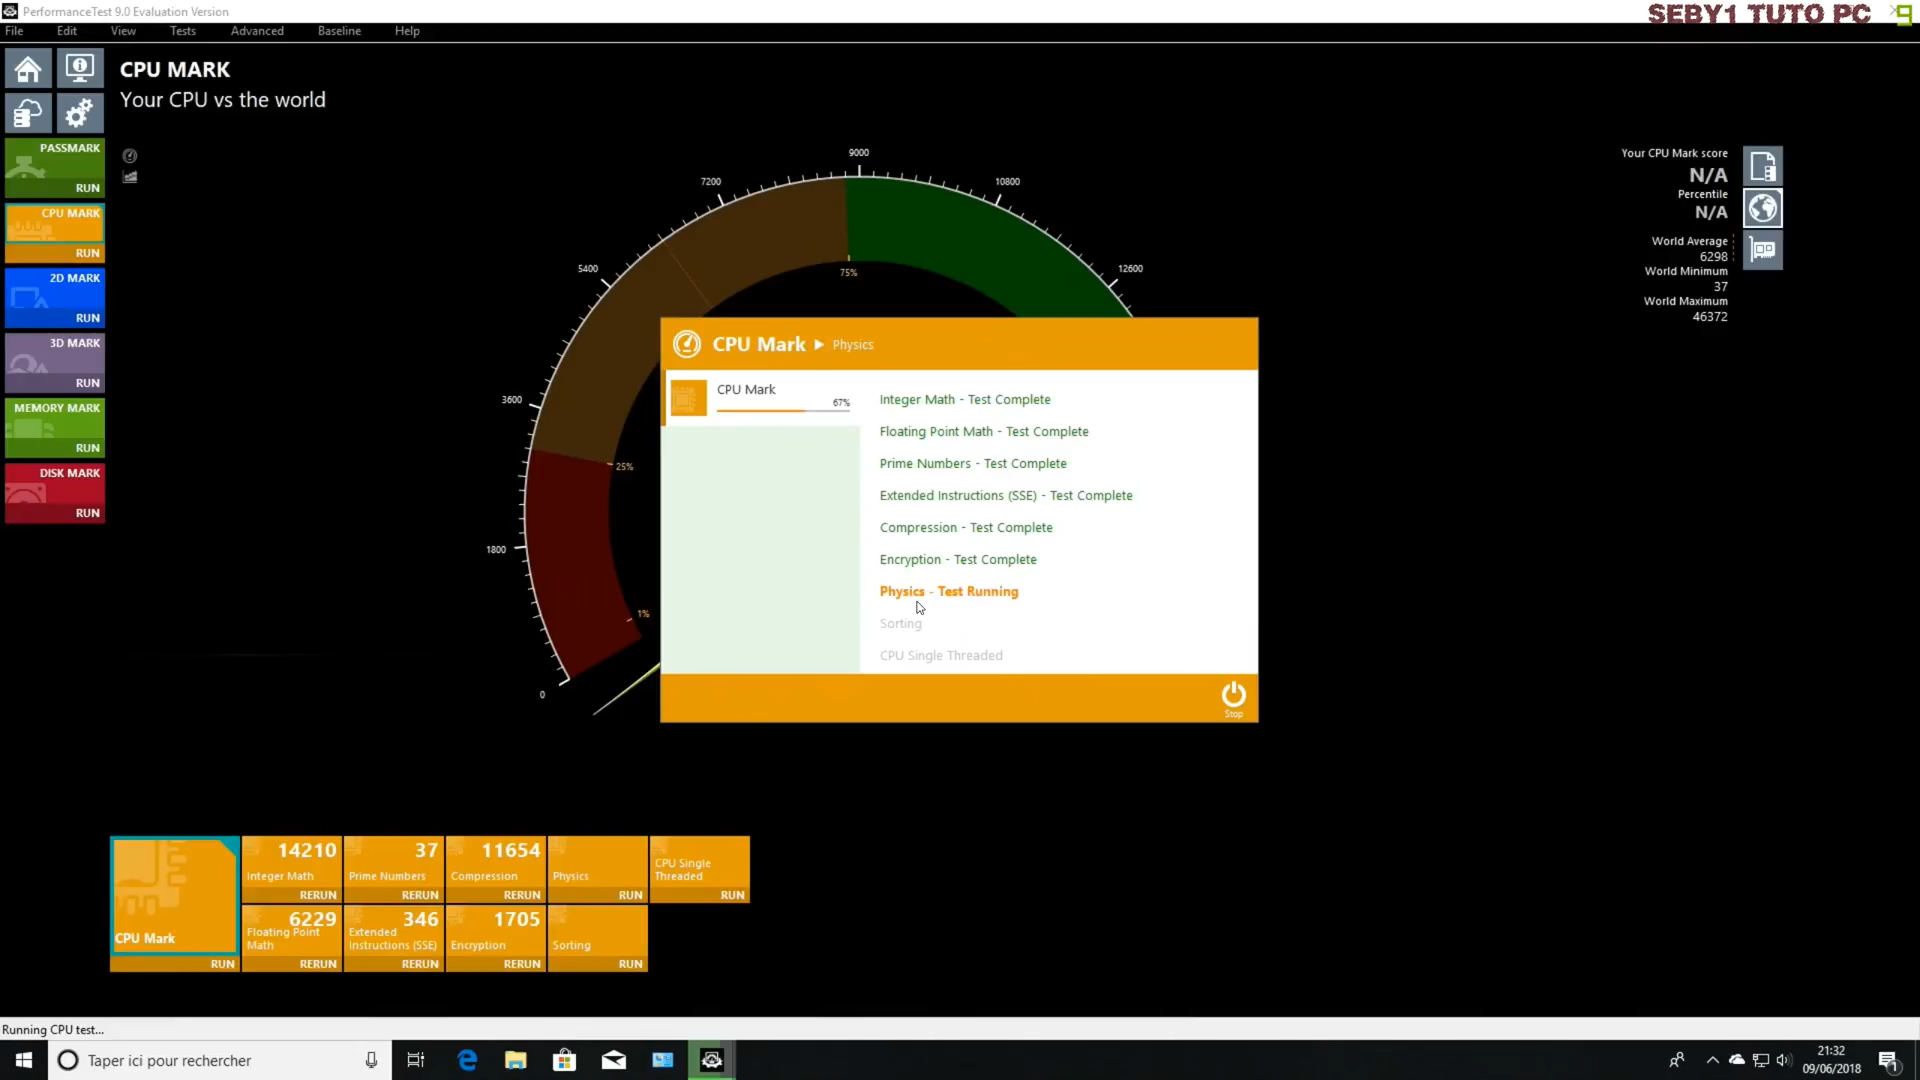 PerformanceTest 9.0 Evaluation Version
SEBY1 TUTO PC
9
File Edit View Tests Advanced Baseline Help
CPU MARK
Your CPU vs the world
PASSMARK
RUN
CPU MARK
RUN
2D MARK
RUN
3D MARK
RUN
MEMORY MARK
RUN
DISK MARK
RUN
0
1800
3600
5400
7200
9000
10800
12600
1%
25%
75%
Your CPU Mark score
N/A
Percentile
N/A
World Average
6298
World Minimum
37
World Maximum
46372
CPU Mark ▶ Physics
CPU Mark
67%
Integer Math - Test Complete
Floating Point Math - Test Complete
Prime Numbers - Test Complete
Extended Instructions (SSE) - Test Complete
Compression - Test Complete
Encryption - Test Complete
Physics - Test Running
Sorting
CPU Single Threaded
Stop
CPU Mark
RUN
14210
Integer Math
RERUN
37
Prime Numbers
RERUN
11654
Compression
RERUN
Physics
RUN
CPU Single
Threaded
RUN
6229
Floating Point
Math
RERUN
346
Extended
Instructions (SSE)
RERUN
1705
Encryption
RERUN
Sorting
RUN
Running CPU test...
Taper ici pour rechercher
21:32
09/06/2018
1